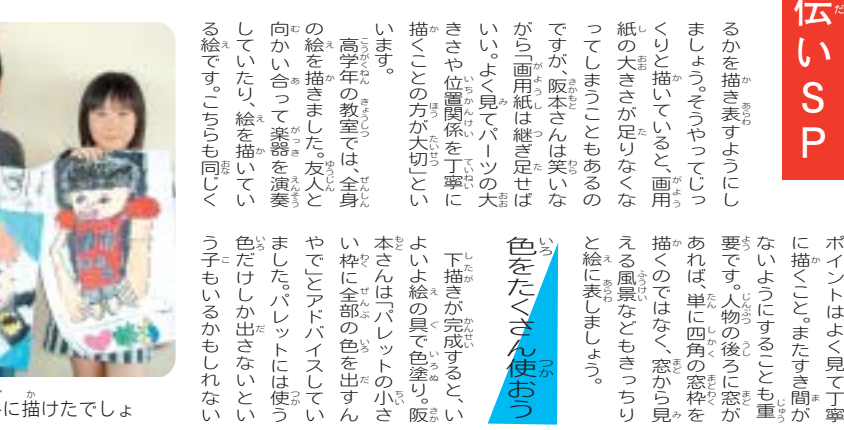 伝いSP
るかを描き表すようにし
ましょう。そうやってじっ
くりと描いていると、画用
紙の大きさが足りなくな
ってしまうこともあるの
ですが、阪本さんは笑いな
がら「画用紙は継ぎ足せば
いい。よく見てパーツの大
きさや位置関係を丁寧に
描くことの方が大切」とい
います。
　高学年の教室では、全身
の絵を描きました。友人と
向かい合って楽器を演奏
していたり、絵を描いてい
る絵です。こちらも同じく
ポイントはよく見て丁寧
に描くこと。またすき間が
ないようにすることも重
要です。人物の後ろに窓が
あれば、単に四角の窓枠を
描くのではなく、窓から見
える風景などもきっちり
と絵に表しましょう。
色をたくさん使おう
　下描きが完成すると、い
よいよ絵の具で色塗り。阪
本さんは「パレットの小さ
い枠に全部の色を出すん
やで」とアドバイスしてい
ました。パレットには使う
色だけしか出さないとい
う子もいるかもしれない
に描けたでしょ